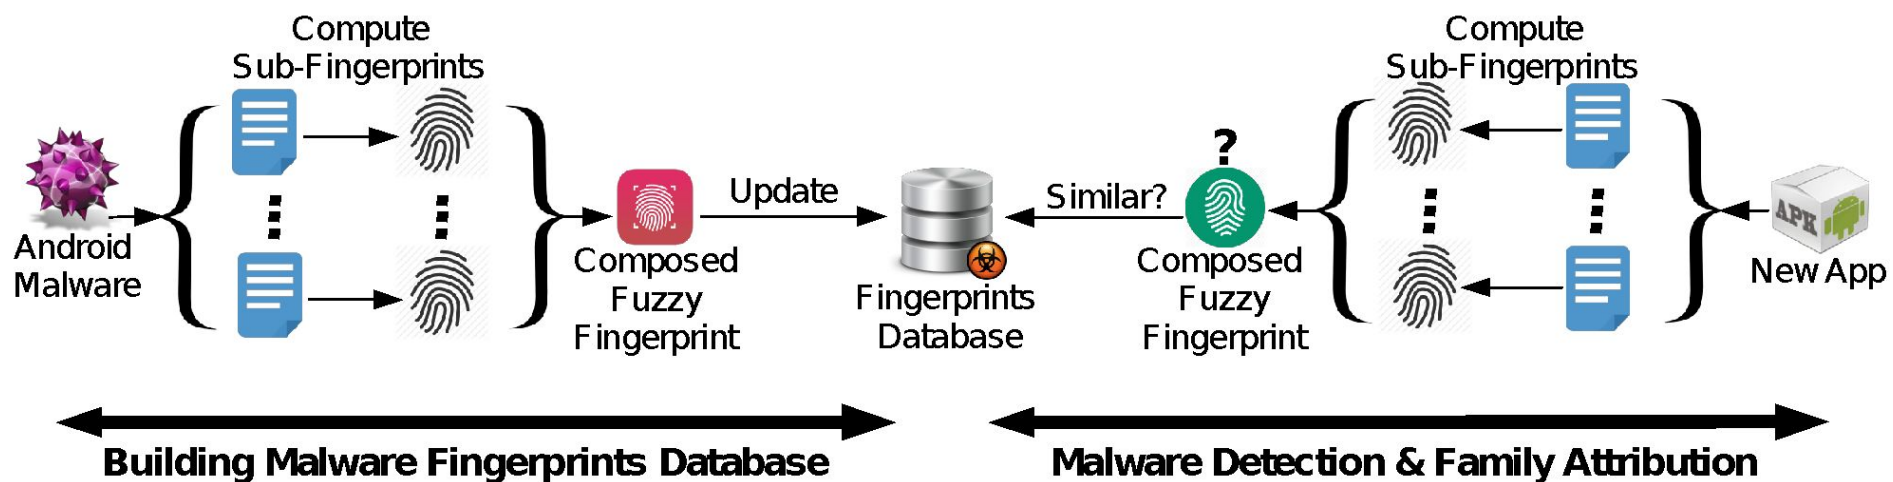 Compute
Sub-Fingerprints
Android
Malware
Composed
Fuzzy
Fingerprint
Update
Fingerprints
Database
Similar?
?
Composed
Fuzzy
Fingerprint
Compute
Sub-Fingerprints
APK
New App
Building Malware Fingerprints Database
Malware Detection & Family Attribution